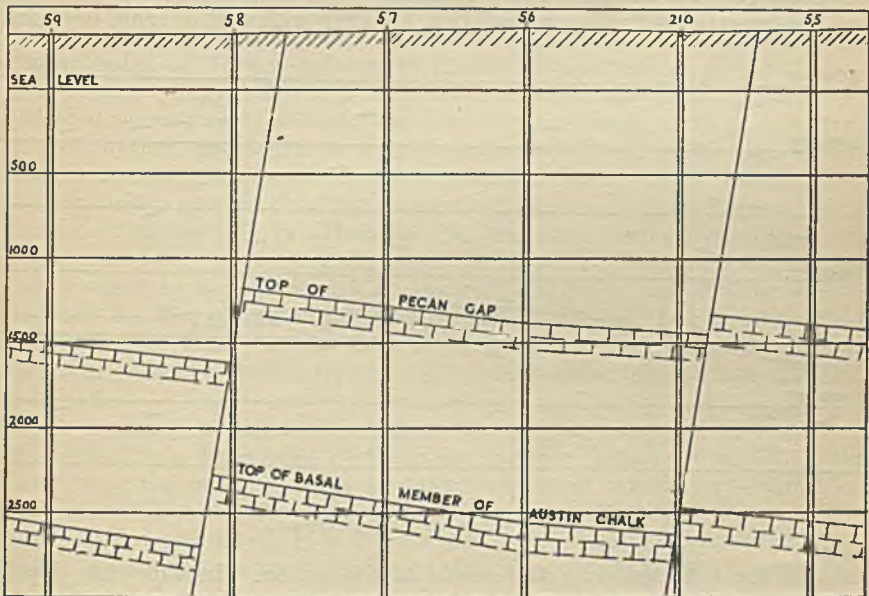 59 58 57 56 210 55
SEA LEVEL
500
1000
TOP OF PECAN GAP
1500
2000
TOP OF BASAL MEMBER OF AUSTIN CHALK
2500